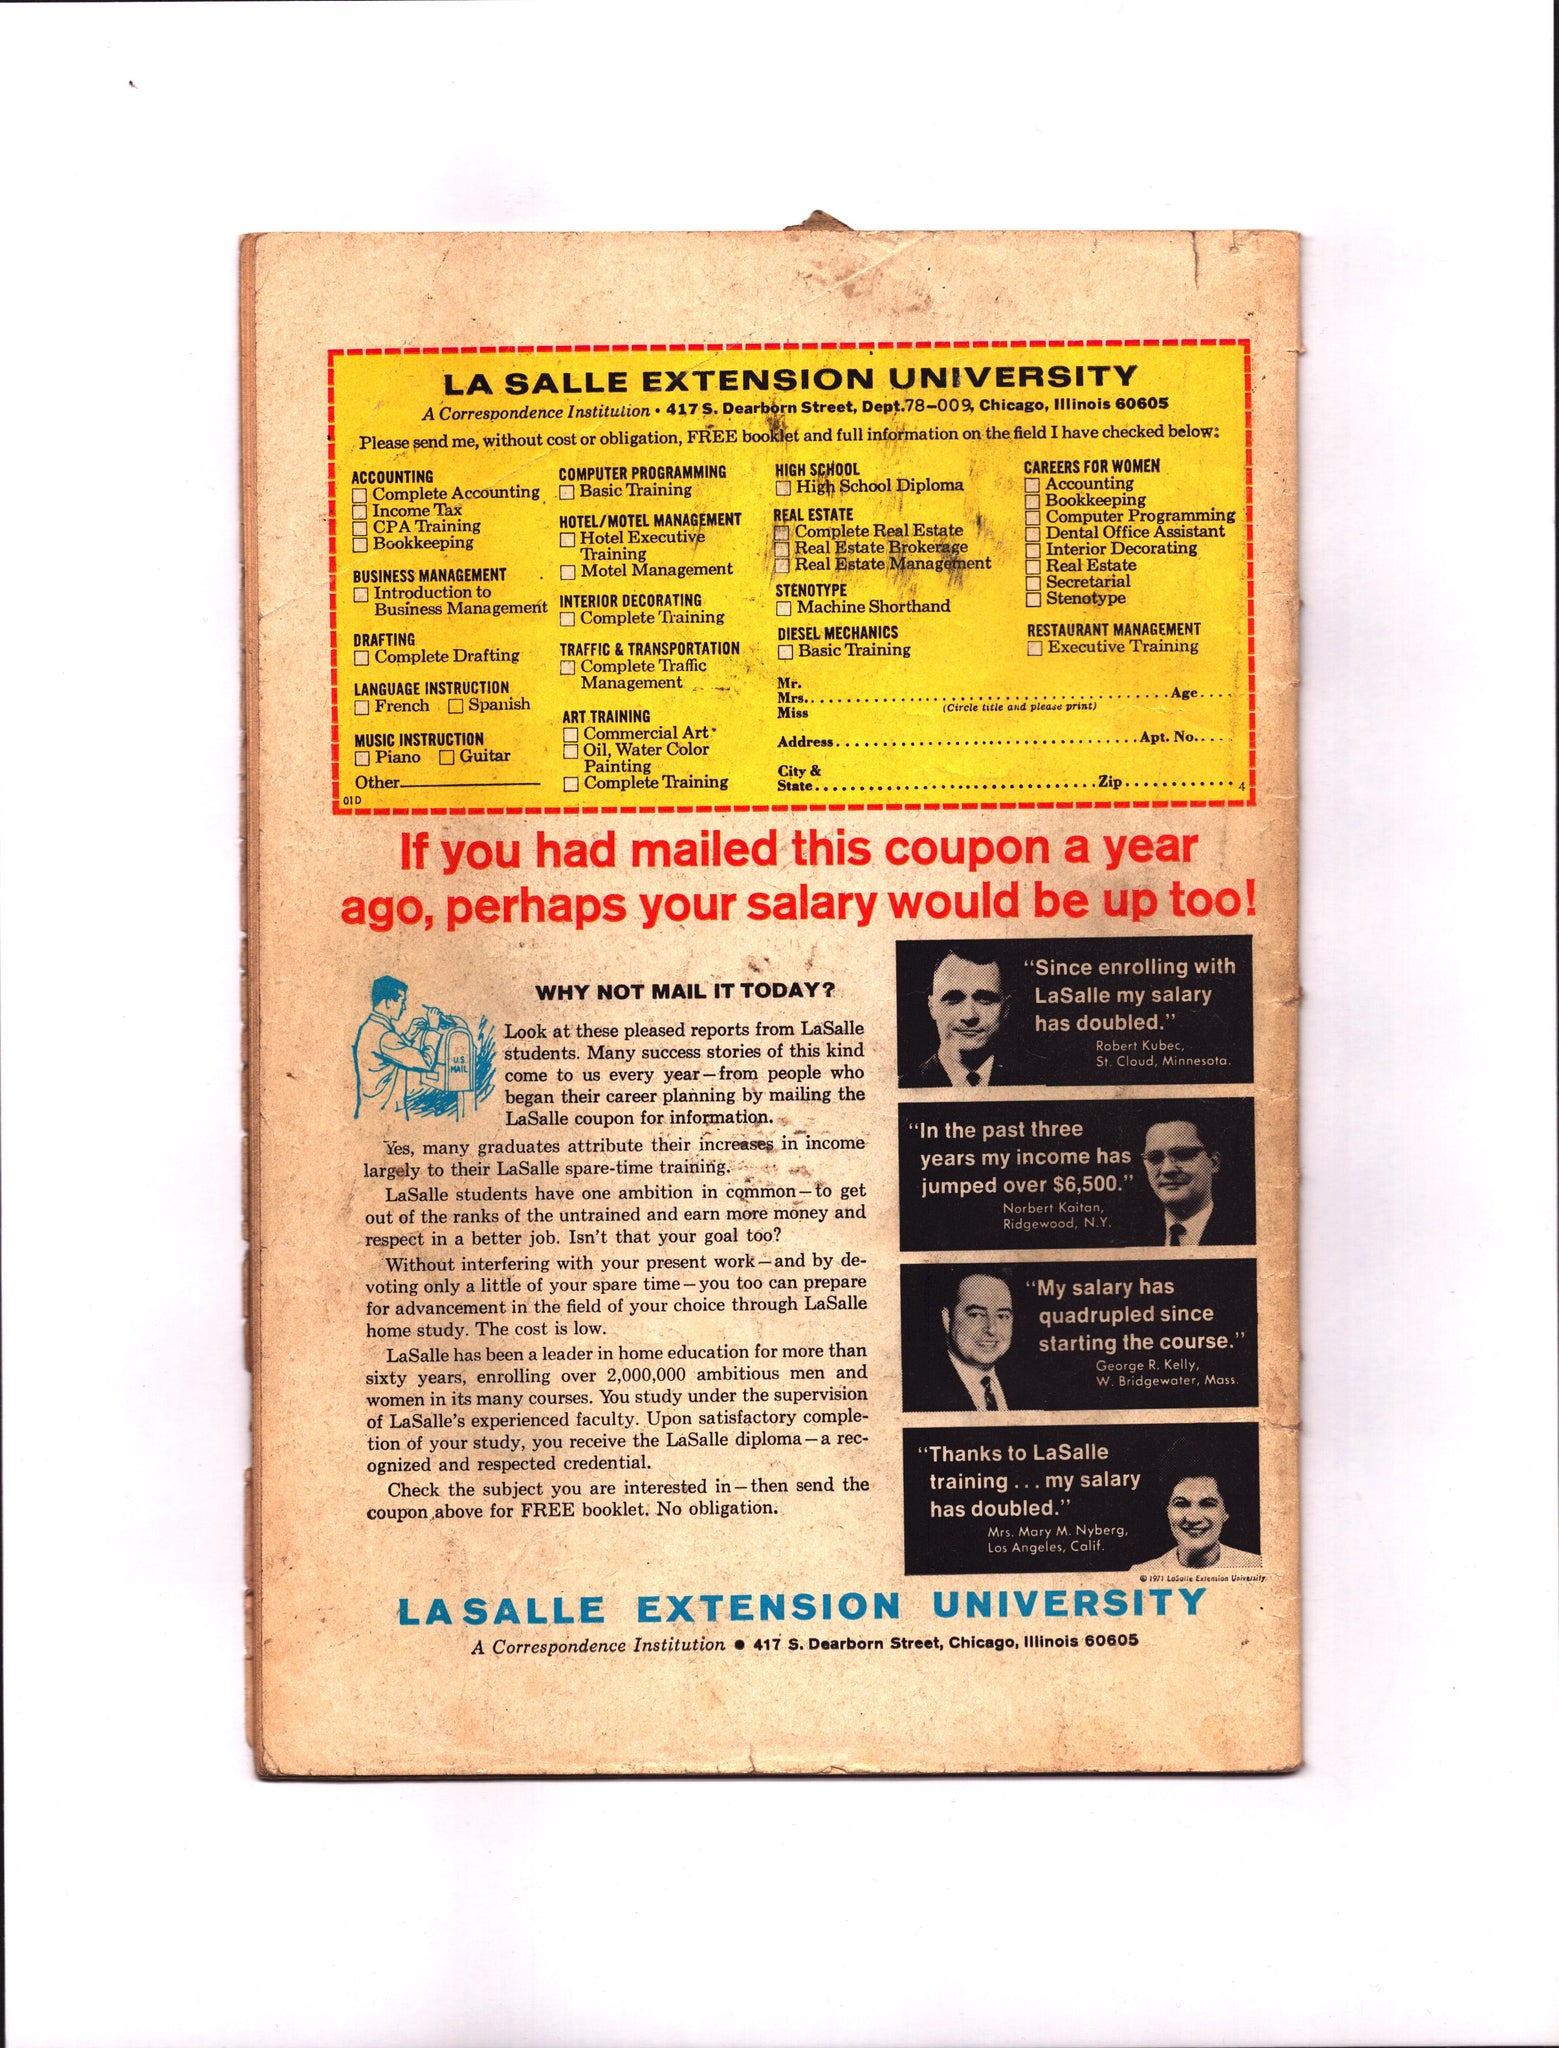 LA SALLE EXTENSION UNIVERSITY
A Correspondence Institution • 417 S. Dearborn Street, Dept.78-009, Chicago, Illinois 60605
Please send me, without cost or obligation, FREE booklet and full information on the field I have checked below:
ACCOUNTING
Complete Accounting
Income Tax
CPA Training
Bookkeeping
BUSINESS MANAGEMENT
Introduction to
Business Management
DRAFTING
Complete Drafting
LANGUAGE INSTRUCTION
French Spanish
MUSIC INSTRUCTION
Piano Guitar
Other
01D
COMPUTER PROGRAMMING
Basic Training
HOTEL/MOTEL MANAGEMENT
Hotel Executive
Training
Motel Management
INTERIOR DECORATING
Complete Training
TRAFFIC & TRANSPORTATION
Complete Traffic
Management
ART TRAINING
Commercial Art
Oil, Water Color
Painting
Complete Training
HIGH SCHOOL
High School Diploma
REAL ESTATE
Complete Real Estate
Real Estate Brokerage
Real Estate Management
STENOTYPE
Machine Shorthand
DIESEL MECHANICS
Basic Training
CAREERS FOR WOMEN
Accounting
Bookkeeping
Computer Programming
Dental Office Assistant
Interior Decorating
Real Estate
Secretarial
Stenotype
RESTAURANT MANAGEMENT
Executive Training
Mr.
Mrs. Age
Miss (Circle title and please print)
Address Apt. No.
City &
State Zip 4
If you had mailed this coupon a year
ago, perhaps your salary would be up too!
WHY NOT MAIL IT TODAY?
U.S.
MAIL
Look at these pleased reports from LaSalle
students. Many success stories of this kind
come to us every year—from people who
began their career planning by mailing the
LaSalle coupon for information.
Yes, many graduates attribute their increases in income
largely to their LaSalle spare-time training.
LaSalle students have one ambition in common—to get
out of the ranks of the untrained and earn more money and
respect in a better job. Isn't that your goal too?
Without interfering with your present work—and by de-
voting only a little of your spare time—you too can prepare
for advancement in the field of your choice through LaSalle
home study. The cost is low.
LaSalle has been a leader in home education for more than
sixty years, enrolling over 2,000,000 ambitious men and
women in its many courses. You study under the supervision
of LaSalle's experienced faculty. Upon satisfactory comple-
tion of your study, you receive the LaSalle diploma—a rec-
ognized and respected credential.
Check the subject you are interested in—then send the
coupon above for FREE booklet. No obligation.
"Since enrolling with
LaSalle my salary
has doubled."
Robert Kubec,
St. Cloud, Minnesota.
"In the past three
years my income has
jumped over $6,500."
Norbert Kaitan,
Ridgewood, N.Y.
"My salary has
quadrupled since
starting the course."
George R. Kelly,
W. Bridgewater, Mass.
"Thanks to LaSalle
training . . . my salary
has doubled."
Mrs. Mary M. Nyberg,
Los Angeles, Calif.
© 1971 LaSalle Extension University
LASALLE EXTENSION UNIVERSITY
A Correspondence Institution • 417 S. Dearborn Street, Chicago, Illinois 60605